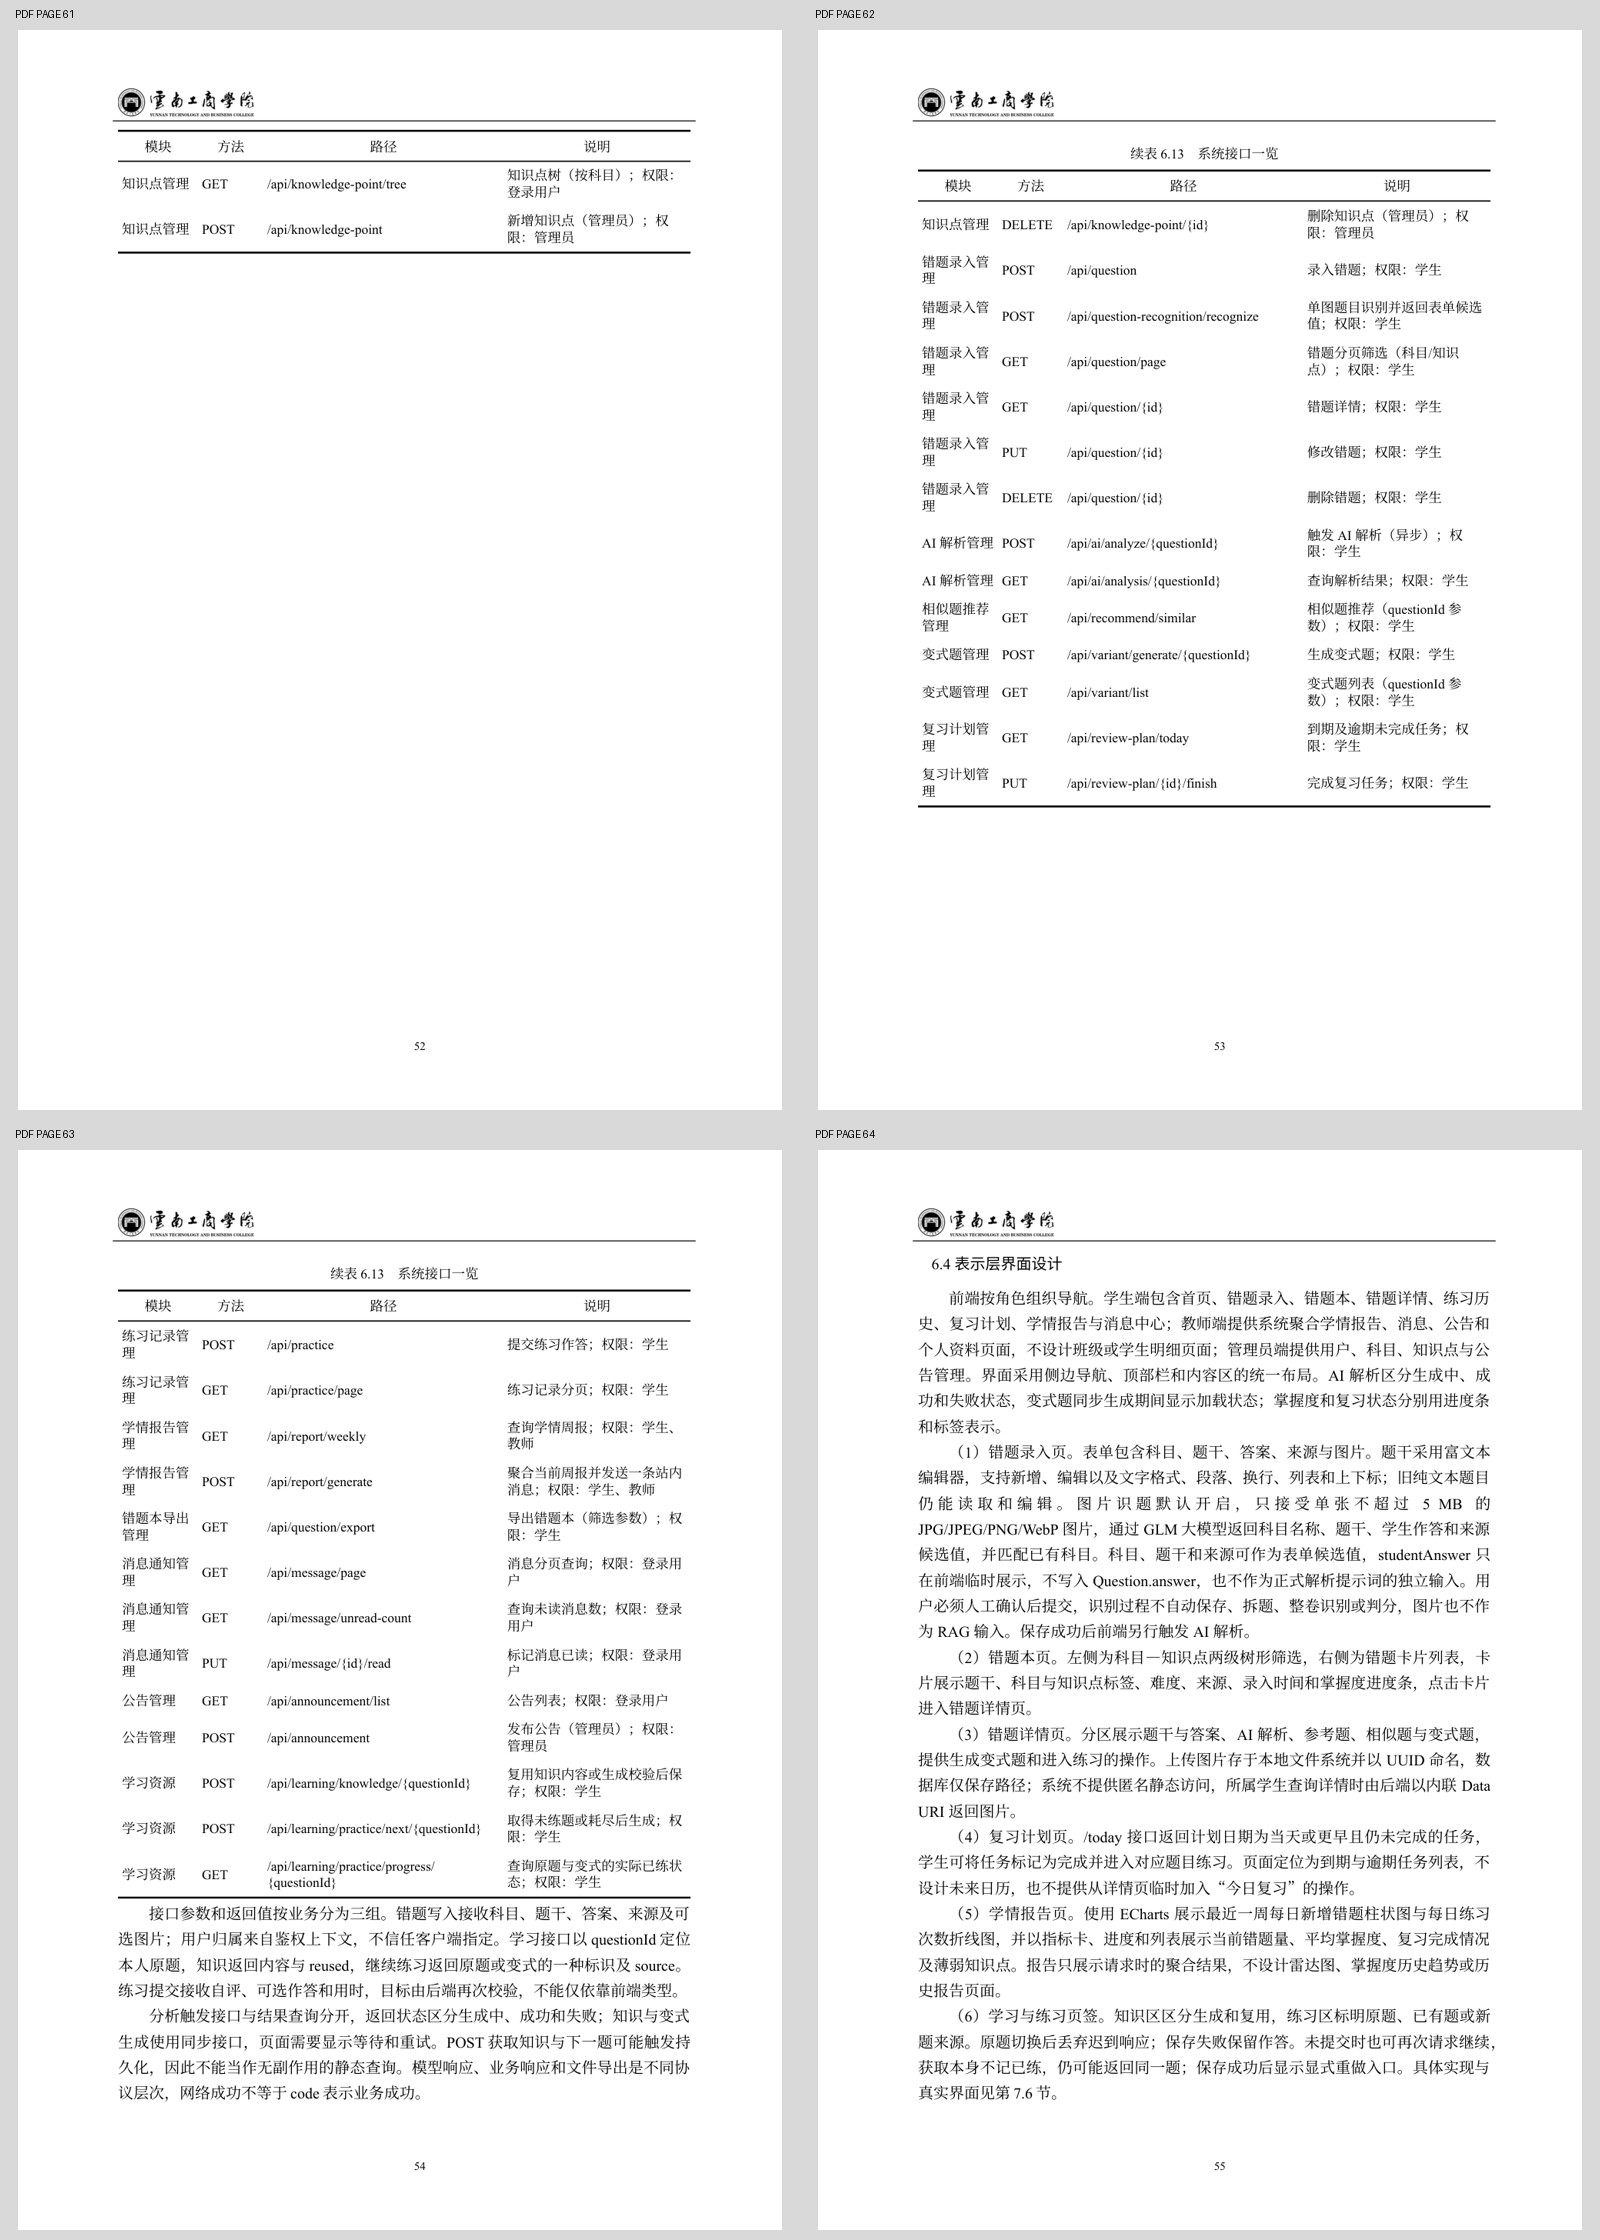 PDF PAGE 61
雲南工商學院
YUNNAN TECHNOLOGY AND BUSINESS COLLEGE
模块 方法 路径 说明
知识点管理 GET /api/knowledge-point/tree 知识点树（按科目）；权限：
登录用户
知识点管理 POST /api/knowledge-point 新增知识点（管理员）；权
限：管理员
52
PDF PAGE 62
雲南工商學院
YUNNAN TECHNOLOGY AND BUSINESS COLLEGE
续表 6.13 系统接口一览
模块 方法 路径 说明
知识点管理 DELETE /api/knowledge-point/{id} 删除知识点（管理员）；权
限：管理员
错题录入管
理 POST /api/question 录入错题；权限：学生
错题录入管
理 POST /api/question-recognition/recognize 单图题目识别并返回表单候选
值；权限：学生
错题录入管
理 GET /api/question/page 错题分页筛选（科目/知识
点）；权限：学生
错题录入管
理 GET /api/question/{id} 错题详情；权限：学生
错题录入管
理 PUT /api/question/{id} 修改错题；权限：学生
错题录入管
理 DELETE /api/question/{id} 删除错题；权限：学生
AI 解析管理 POST /api/ai/analyze/{questionId} 触发 AI 解析（异步）；权
限：学生
AI 解析管理 GET /api/ai/analysis/{questionId} 查询解析结果；权限：学生
相似题推荐
管理 GET /api/recommend/similar 相似题推荐（questionId 参
数）；权限：学生
变式题管理 POST /api/variant/generate/{questionId} 生成变式题；权限：学生
变式题管理 GET /api/variant/list 变式题列表（questionId 参
数）；权限：学生
复习计划管
理 GET /api/review-plan/today 到期及逾期未完成任务；权
限：学生
复习计划管
理 PUT /api/review-plan/{id}/finish 完成复习任务；权限：学生
53
PDF PAGE 63
雲南工商學院
YUNNAN TECHNOLOGY AND BUSINESS COLLEGE
续表 6.13 系统接口一览
模块 方法 路径 说明
练习记录管
理 POST /api/practice 提交练习作答；权限：学生
练习记录管
理 GET /api/practice/page 练习记录分页；权限：学生
学情报告管
理 GET /api/report/weekly 查询学情周报；权限：学生、
教师
学情报告管
理 POST /api/report/generate 聚合当前周报并发送一条站内
消息；权限：学生、教师
错题本导出
管理 GET /api/question/export 导出错题本（筛选参数）；权
限：学生
消息通知管
理 GET /api/message/page 消息分页查询；权限：登录用
户
消息通知管
理 GET /api/message/unread-count 查询未读消息数；权限：登录
用户
消息通知管
理 PUT /api/message/{id}/read 标记消息已读；权限：登录用
户
公告管理 GET /api/announcement/list 公告列表；权限：登录用户
公告管理 POST /api/announcement 发布公告（管理员）；权限：
管理员
学习资源 POST /api/learning/knowledge/{questionId} 复用知识内容或生成校验后保
存；权限：学生
学习资源 POST /api/learning/practice/next/{questionId} 取得未练题或耗尽后生成；权
限：学生
学习资源 GET /api/learning/practice/progress/
{questionId} 查询原题与变式的实际已练状
态；权限：学生
接口参数和返回值按业务分为三组。错题写入接收科目、题干、答案、来源及可
选图片；用户归属来自鉴权上下文，不信任客户端指定。学习接口以 questionId 定位
本人原题，知识返回内容与 reused，继续练习返回原题或变式的一种标识及 source。
练习提交接收自评、可选作答和用时，目标由后端再次校验，不能仅依靠前端类型。
分析触发接口与结果查询分开，返回状态区分生成中、成功和失败；知识与变式
生成使用同步接口，页面需要显示等待和重试。POST 获取知识与下一题可能触发持
久化，因此不能当作无副作用的静态查询。模型响应、业务响应和文件导出是不同协
议层次，网络成功不等于 code 表示业务成功。
54
PDF PAGE 64
雲南工商學院
YUNNAN TECHNOLOGY AND BUSINESS COLLEGE
6.4 表示层界面设计
前端按角色组织导航。学生端包含首页、错题录入、错题本、错题详情、练习历
史、复习计划、学情报告与消息中心；教师端提供系统聚合学情报告、消息、公告和
个人资料页面，不设计班级或学生明细页面；管理员端提供用户、科目、知识点与公
告管理。界面采用侧边导航、顶部栏和内容区的统一布局。AI 解析区分生成中、成
功和失败状态，变式题同步生成期间显示加载状态；掌握度和复习状态分别用进度条
和标签表示。
（1）错题录入页。表单包含科目、题干、答案、来源与图片。题干采用富文本
编辑器，支持新增、编辑以及文字格式、段落、换行、列表和上下标；旧纯文本题目
仍能读取和编辑。图片识题默认开启，只接受单张不超过 5 MB 的
JPG/JPEG/PNG/WebP 图片，通过 GLM 大模型返回科目名称、题干、学生作答和来源
候选值，并匹配已有科目。科目、题干和来源可作为表单候选值，studentAnswer 只
在前端临时展示，不写入 Question.answer，也不作为正式解析提示词的独立输入。用
户必须人工确认后提交，识别过程不自动保存、拆题、整卷识别或判分，图片也不作
为 RAG 输入。保存成功后前端另行触发 AI 解析。
（2）错题本页。左侧为科目—知识点两级树形筛选，右侧为错题卡片列表，卡
片展示题干、科目与知识点标签、难度、来源、录入时间和掌握度进度条，点击卡片
进入错题详情页。
（3）错题详情页。分区展示题干与答案、AI 解析、参考题、相似题与变式题，
提供生成变式题和进入练习的操作。上传图片存于本地文件系统并以 UUID 命名，数
据库仅保存路径；系统不提供匿名静态访问，所属学生查询详情时由后端以内联 Data
URI 返回图片。
（4）复习计划页。/today 接口返回计划日期为当天或更早且仍未完成的任务，
学生可将任务标记为完成并进入对应题目练习。页面定位为到期与逾期任务列表，不
设计未来日历，也不提供从详情页临时加入“今日复习”的操作。
（5）学情报告页。使用 ECharts 展示最近一周每日新增错题柱状图与每日练习
次数折线图，并以指标卡、进度和列表展示当前错题量、平均掌握度、复习完成情况
及薄弱知识点。报告只展示请求时的聚合结果，不设计雷达图、掌握度历史趋势或历
史报告页面。
（6）学习与练习页签。知识区区分生成和复用，练习区标明原题、已有题或新
题来源。原题切换后丢弃迟到响应；保存失败保留作答。未提交时也可再次请求继续，
获取本身不记已练，仍可能返回同一题；保存成功后显示显式重做入口。具体实现与
真实界面见第 7.6 节。
55